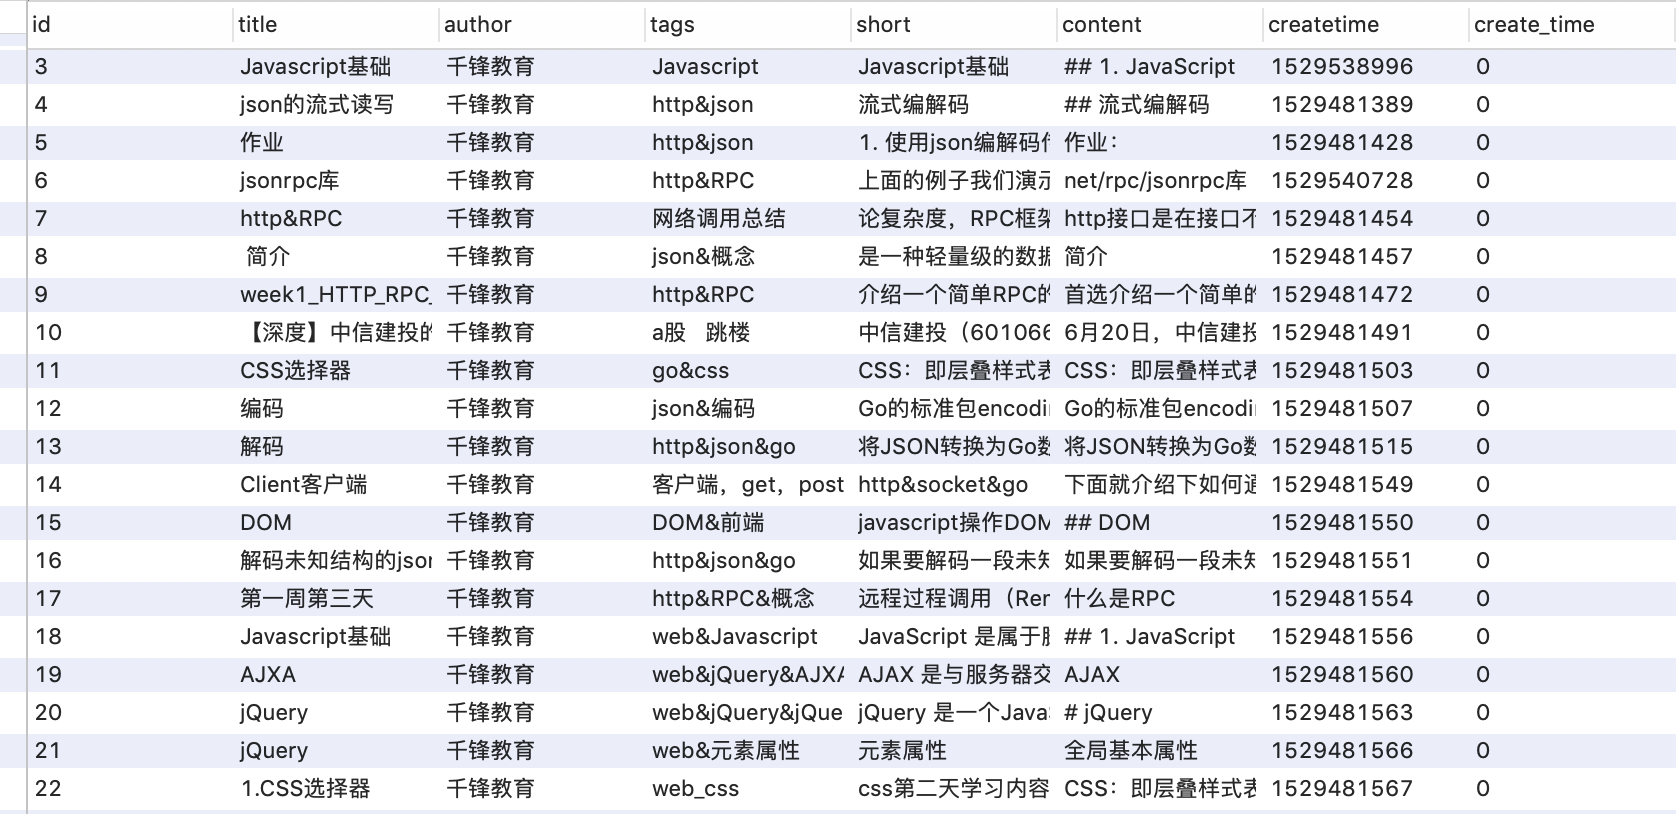 id title author tags short content createtime create_time
3 Javascript基础 千锋教育 Javascript Javascript基础 ## 1. JavaScript 1529538996 0
4 json的流式读写 千锋教育 http&json 流式编解码 ## 流式编解码 1529481389 0
5 作业 千锋教育 http&json 1. 使用json编解码 作业： 1529481428 0
6 jsonrpc库 千锋教育 http&RPC 上面的例子我们演示 net/rpc/jsonrpc库 1529540728 0
7 http&RPC 千锋教育 网络调用总结 论复杂度，RPC框架 http接口是在接口不 1529481454 0
8 简介 千锋教育 json&概念 是一种轻量级的数据 简介 1529481457 0
9 week1_HTTP_RPC_ 千锋教育 http&RPC 介绍一个简单RPC的 首选介绍一个简单的 1529481472 0
10 【深度】中信建投的 千锋教育 a股 跳楼 中信建投（601066 6月20日，中信建投 1529481491 0
11 CSS选择器 千锋教育 go&css CSS：即层叠样式表 CSS：即层叠样式表 1529481503 0
12 编码 千锋教育 json&编码 Go的标准包encodi Go的标准包encodi 1529481507 0
13 解码 千锋教育 http&json&go 将JSON转换为Go数 将JSON转换为Go数 1529481515 0
14 Client客户端 千锋教育 客户端，get，post http&socket&go 下面就介绍下如何通 1529481549 0
15 DOM 千锋教育 DOM&前端 javascript操作DOM ## DOM 1529481550 0
16 解码未知结构的json 千锋教育 http&json&go 如果要解码一段未知 如果要解码一段未知 1529481551 0
17 第一周第三天 千锋教育 http&RPC&概念 远程过程调用（Rem 什么是RPC 1529481554 0
18 Javascript基础 千锋教育 web&Javascript JavaScript 是属于 ## 1. JavaScript 1529481556 0
19 AJXA 千锋教育 web&jQuery&AJXA AJAX 是与服务器交 AJAX 1529481560 0
20 jQuery 千锋教育 web&jQuery&jQue jQuery 是一个Java # jQuery 1529481563 0
21 jQuery 千锋教育 web&元素属性 元素属性 全局基本属性 1529481566 0
22 1.CSS选择器 千锋教育 web_css css第二天学习内容 CSS：即层叠样式表 1529481567 0